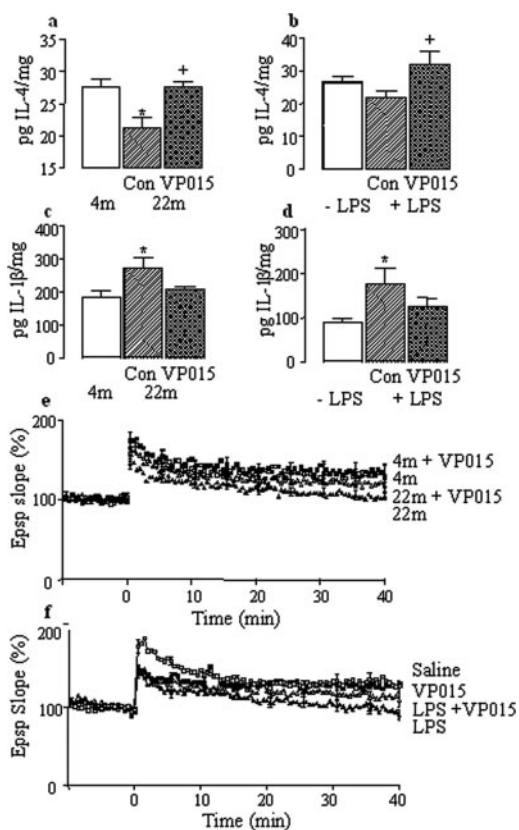 a
pg IL-4/mg
30
25
20
15
*
+
Con VP015
4m 22m
b
pg IL-4/mg
40
30
20
10
0
+
Con VP015
- LPS + LPS
c
pg IL-1β/mg
400
300
200
100
0
*
Con VP015
4m 22m
d
pg IL-1β/mg
200
100
0
*
Con VP015
- LPS + LPS
e
Epsp slope (%)
200
100
0
0 10 20 30 40
Time (min)
4m + VP015
4m
22m + VP015
22m
f
Epsp Slope (%)
200
100
0
0 10 20 30 40
Time (min)
Saline
VP015
LPS +VP015
LPS